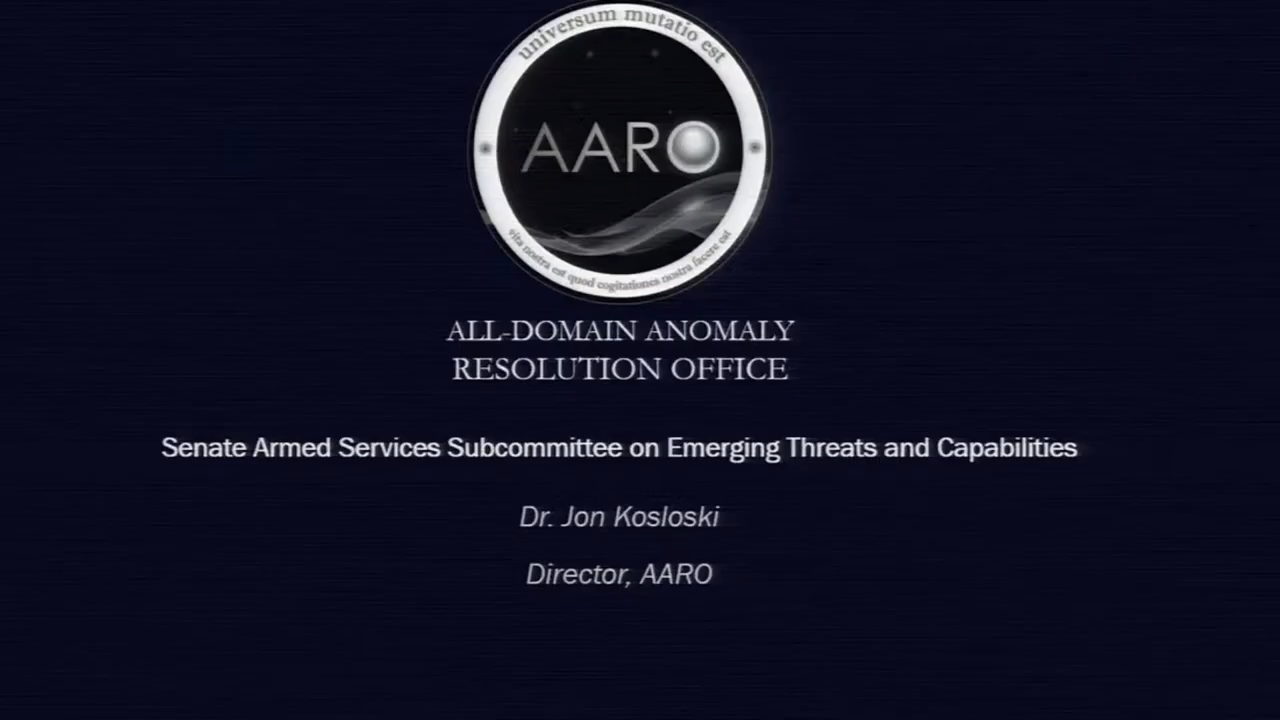 universum mutatio est
AARO
vita nostra est quod cogitationes nostra facere est
ALL-DOMAIN ANOMALY
RESOLUTION OFFICE
Senate Armed Services Subcommittee on Emerging Threats and Capabilities
Dr. Jon Kosloski
Director, AARO